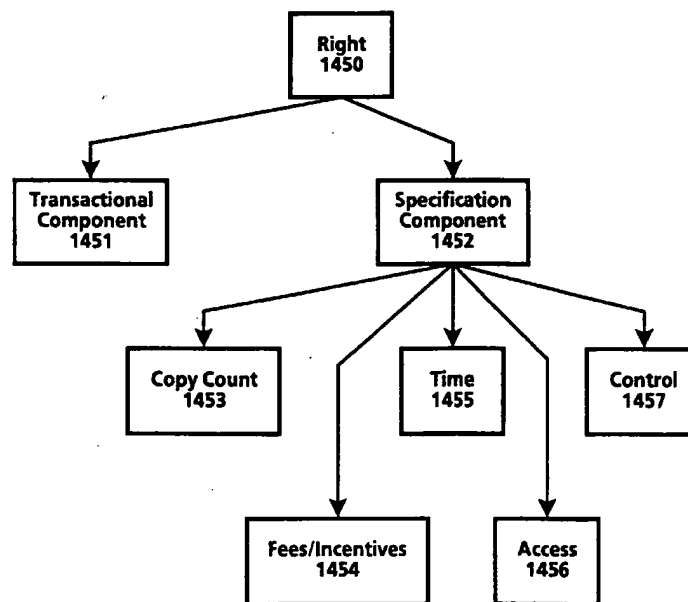 Right
1450
Transactional
Component
1451
Specification
Component
1452
Copy Count
1453
Time
1455
Control
1457
Fees/Incentives
1454
Access
1456